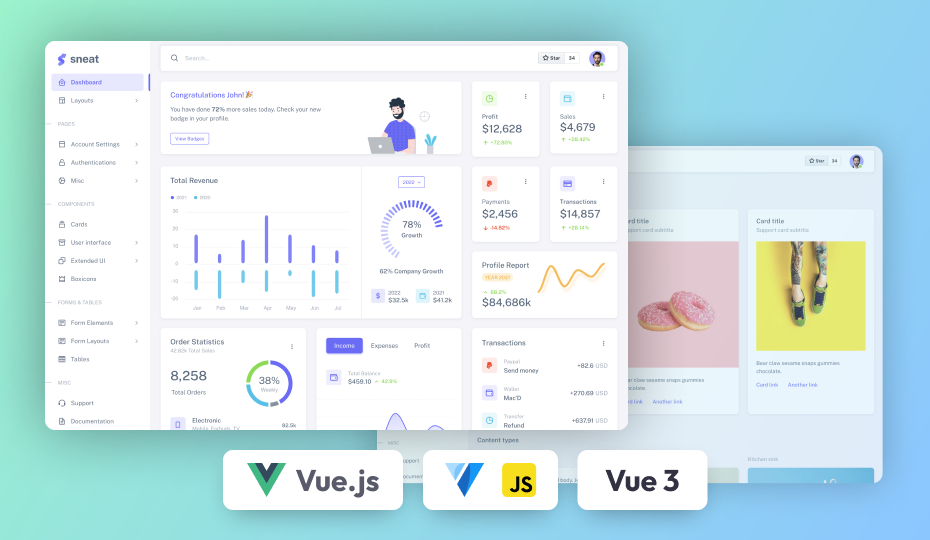 sneat
Dashboard
Layouts
PAGES
Account Settings
Authentications
Misc
COMPONENTS
Cards
User interface
Extended UI
Boxicons
FORMS & TABLES
Form Elements
Form Layouts
Tables
MISC
Support
Documentation
Search...
Star 34
Congratulations John! 🎉
You have done 72% more sales today. Check your new
badge in your profile.
View Badges
Profit
$12,628
+72.80%
Sales
$4,679
+28.42%
Total Revenue
2021 2020
30
20
10
0
-10
-20
Jan Feb Mar Apr May Jun Jul
2022
78%
Growth
62% Company Growth
$
2022
$32.5k
2021
$41.2k
Payments
$2,456
-14.82%
Transactions
$14,857
+28.14%
Profile Report
YEAR 2021
68.2%
$84,686k
Order Statistics
42.82k Total Sales
8,258
Total Orders
38%
Weekly
Electronic
Mobile, Earbuds, TV
82.5k
Income Expenses Profit
Total Balance
$459.10 42.9%
Transactions
Paypal
Send money
+82.6 USD
Wallet
Mac'D
+270.69 USD
Transfer
Refund
+637.91 USD
Star 34
rd title
Support card subtitle
Bear claw sesame snaps gummies
chocolate.
rd link Another link
Card title
Support card subtitle
Bear claw sesame snaps gummies
chocolate.
Card link Another link
MISC
upport
Content types
Kitchen sink
Vue.js
JS
Vue 3